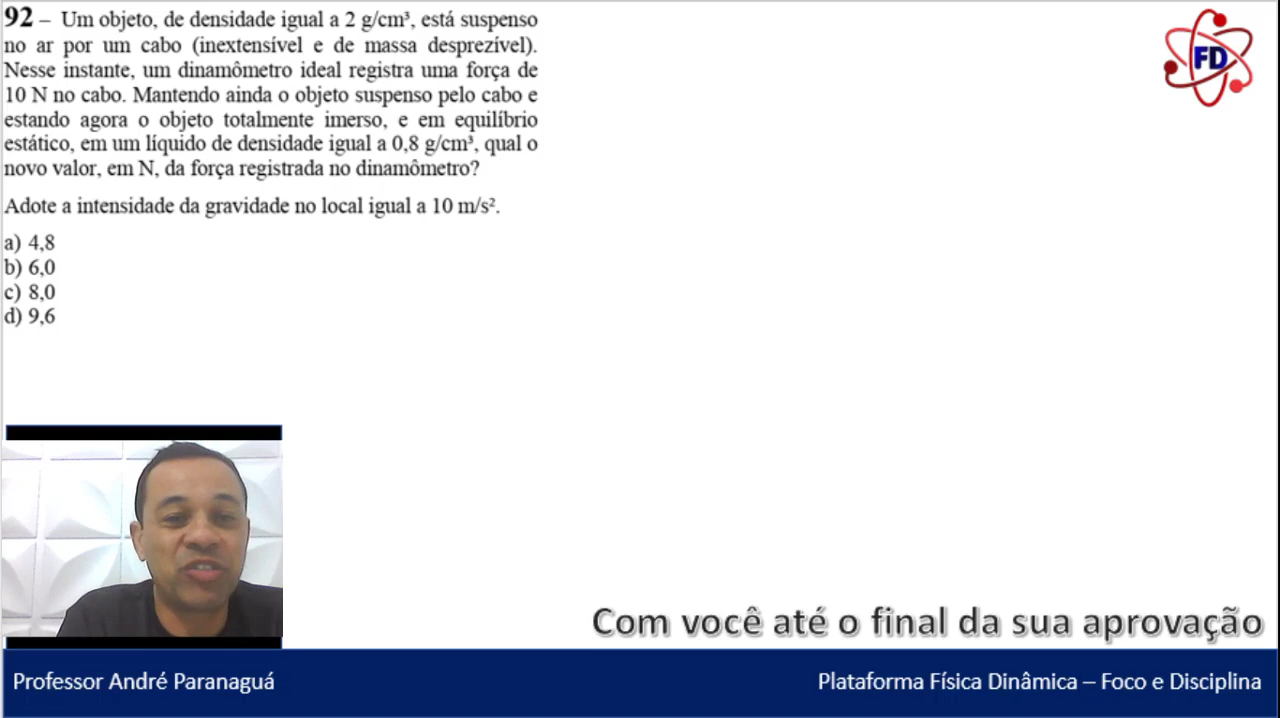 92 – Um objeto, de densidade igual a 2 g/cm³, está suspenso
no ar por um cabo (inextensível e de massa desprezível).
Nesse instante, um dinamômetro ideal registra uma força de
10 N no cabo. Mantendo ainda o objeto suspenso pelo cabo e
estando agora o objeto totalmente imerso, e em equilíbrio
estático, em um líquido de densidade igual a 0,8 g/cm³, qual o
novo valor, em N, da força registrada no dinamômetro?
Adote a intensidade da gravidade no local igual a 10 m/s².
a) 4,8
b) 6,0
c) 8,0
d) 9,6
FD
Com você até o final da sua aprovação
Professor André Paranaguá
Plataforma Física Dinâmica – Foco e Disciplina